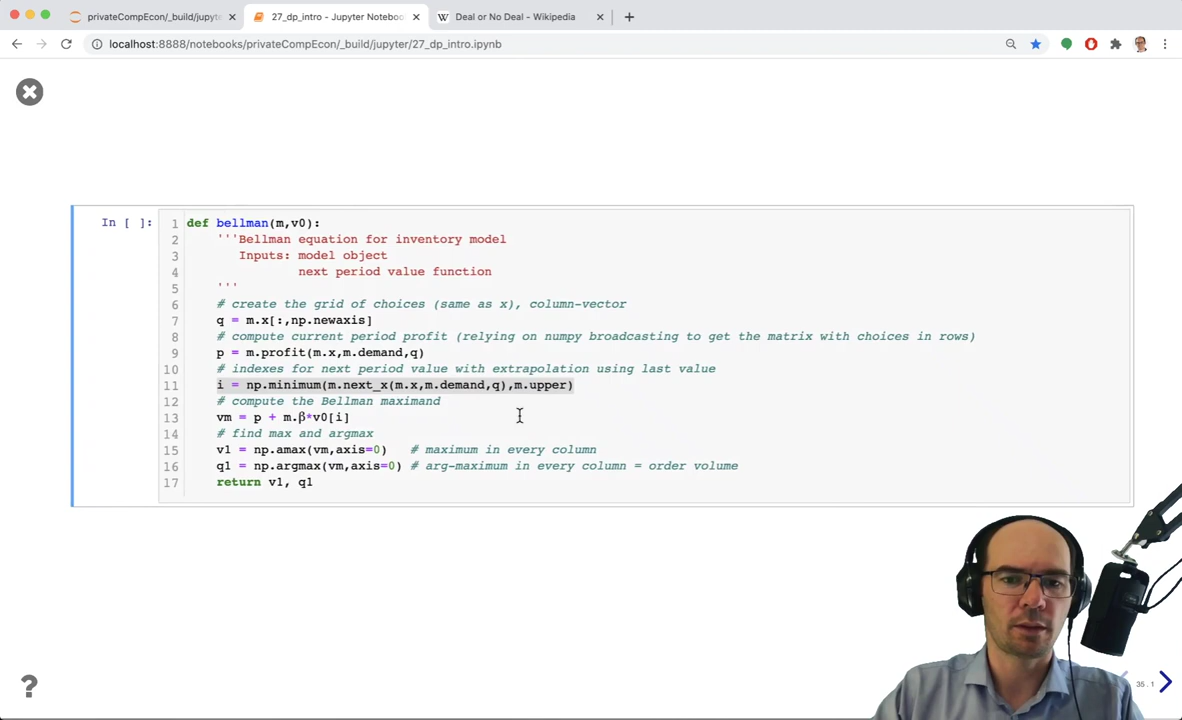 privateCompEcon/_build/jupyte
27_dp_intro - Jupyter Noteboo
W Deal or No Deal - Wikipedia
localhost:8888/notebooks/privateCompEcon/_build/jupyter/27_dp_intro.ipynb
In [ ]:
1 def bellman(m,v0):
2 '''Bellman equation for inventory model
3 Inputs: model object
4 next period value function
5 '''
6 # create the grid of choices (same as x), column-vector
7 q = m.x[:,np.newaxis]
8 # compute current period profit (relying on numpy broadcasting to get the matrix with choices in rows)
9 p = m.profit(m.x,m.demand,q)
10 # indexes for next period value with extrapolation using last value
11 i = np.minimum(m.next_x(m.x,m.demand,q),m.upper)
12 # compute the Bellman maximand
13 vm = p + m.β*v0[i]
14 # find max and argmax
15 v1 = np.amax(vm,axis=0) # maximum in every column
16 q1 = np.argmax(vm,axis=0) # arg-maximum in every column = order volume
17 return v1, q1
?
35.1